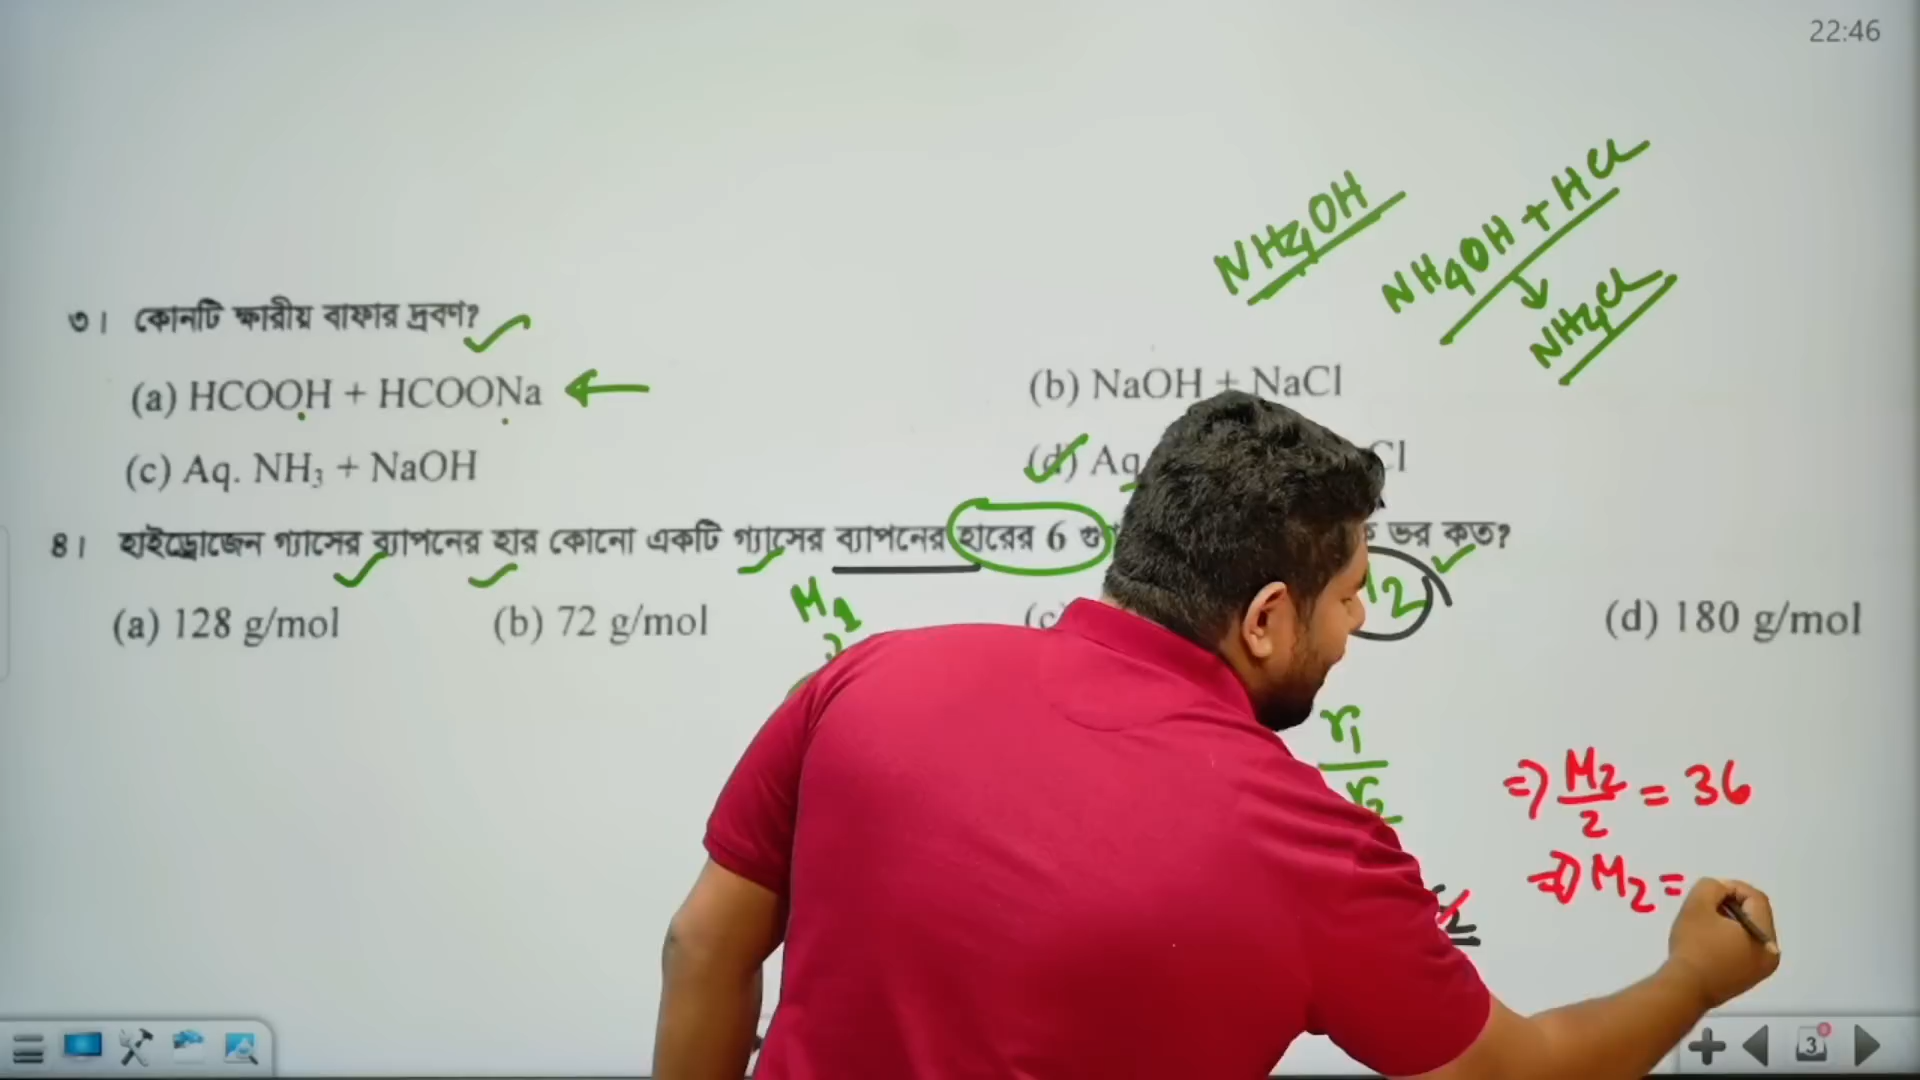 22:46
NH4OH
NH4OH + HCl
NH4Cl
৩। কোনটি ক্ষারীয় বাফার দ্রবণ?
(a) HCOOH + HCOONa
(b) NaOH + NaCl
(c) Aq. NH3 + NaOH
(d) Aq Cl
৪। হাইড্রোজেন গ্যাসের ব্যাপনের হার কোনো একটি গ্যাসের ব্যাপনের হারের 6 ভর কত?
(a) 128 g/mol
(b) 72 g/mol
(c
(d) 180 g/mol
M1
r1
r2
=> M2/2 = 36
=> M2 =
3